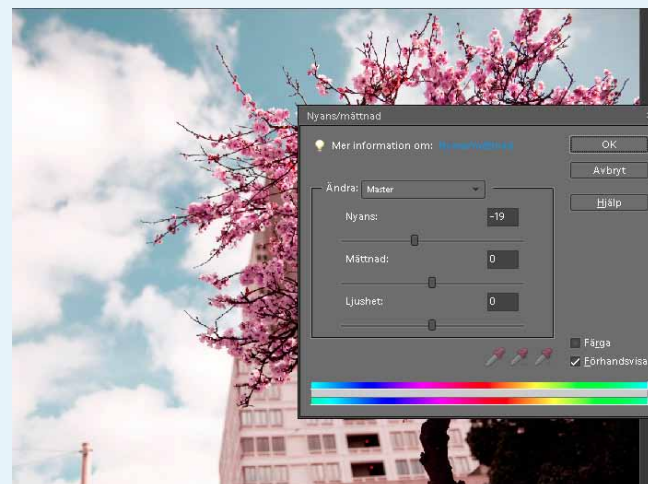 Nyans/mättnad
Mer information om:
OK
Avbryt
Hjälp
Ändra: Master
Nyans: -19
Mättnad: 0
Ljushet: 0
Färga
Förhandsvisa